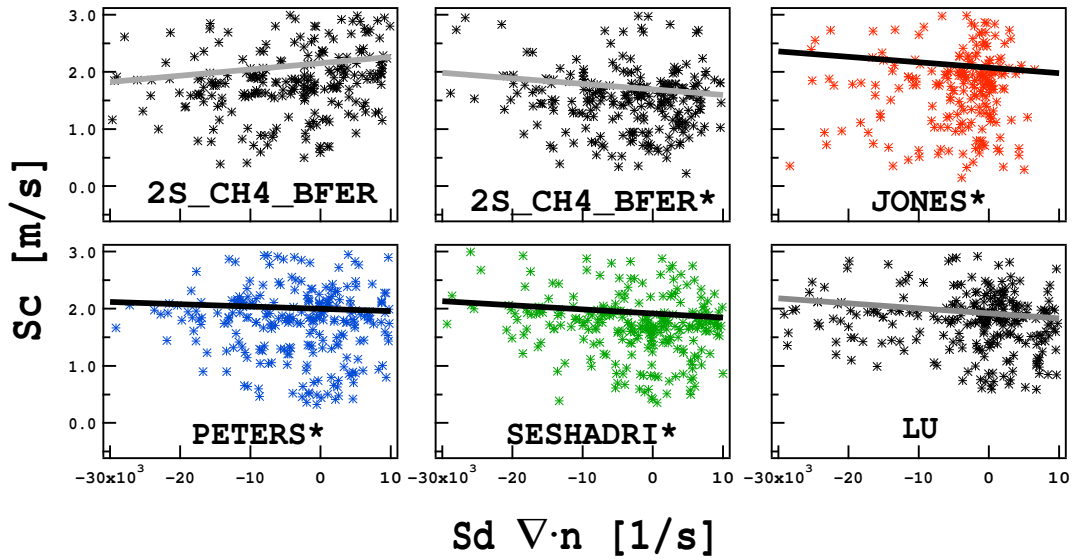 3.0
2.0
1.0
0.0
2S_CH4_BFER
2S_CH4_BFER*
JONES*
Sc [m/s]
3.0
2.0
1.0
0.0
PETERS*
SESHADRI*
LU
-30x10³ -20 -10 0 10
-30x10³ -20 -10 0 10
-30x10³ -20 -10 0 10
Sd ∇·n [1/s]